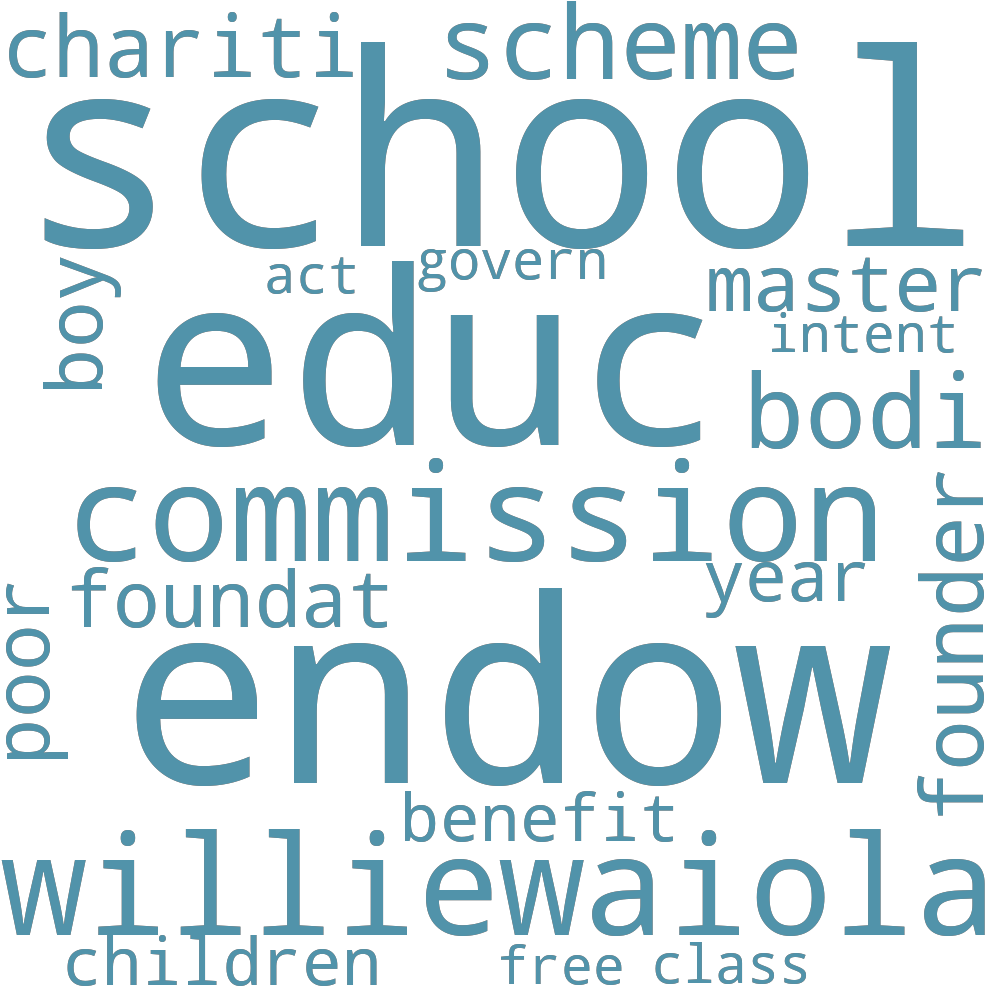 chariti
scheme
school
act
govern
boy
master
intent
educ
bodi
commission
founder
foundat
year
poor
endow
benefit
williewaiola
children
free
class